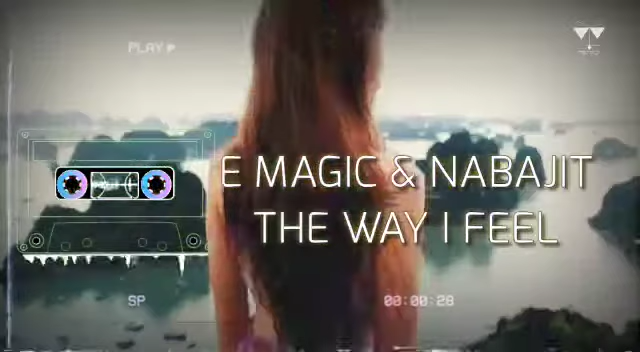 PLAY
E MAGIC & NABAJIT
THE WAY I FEEL
SP
00:00:28